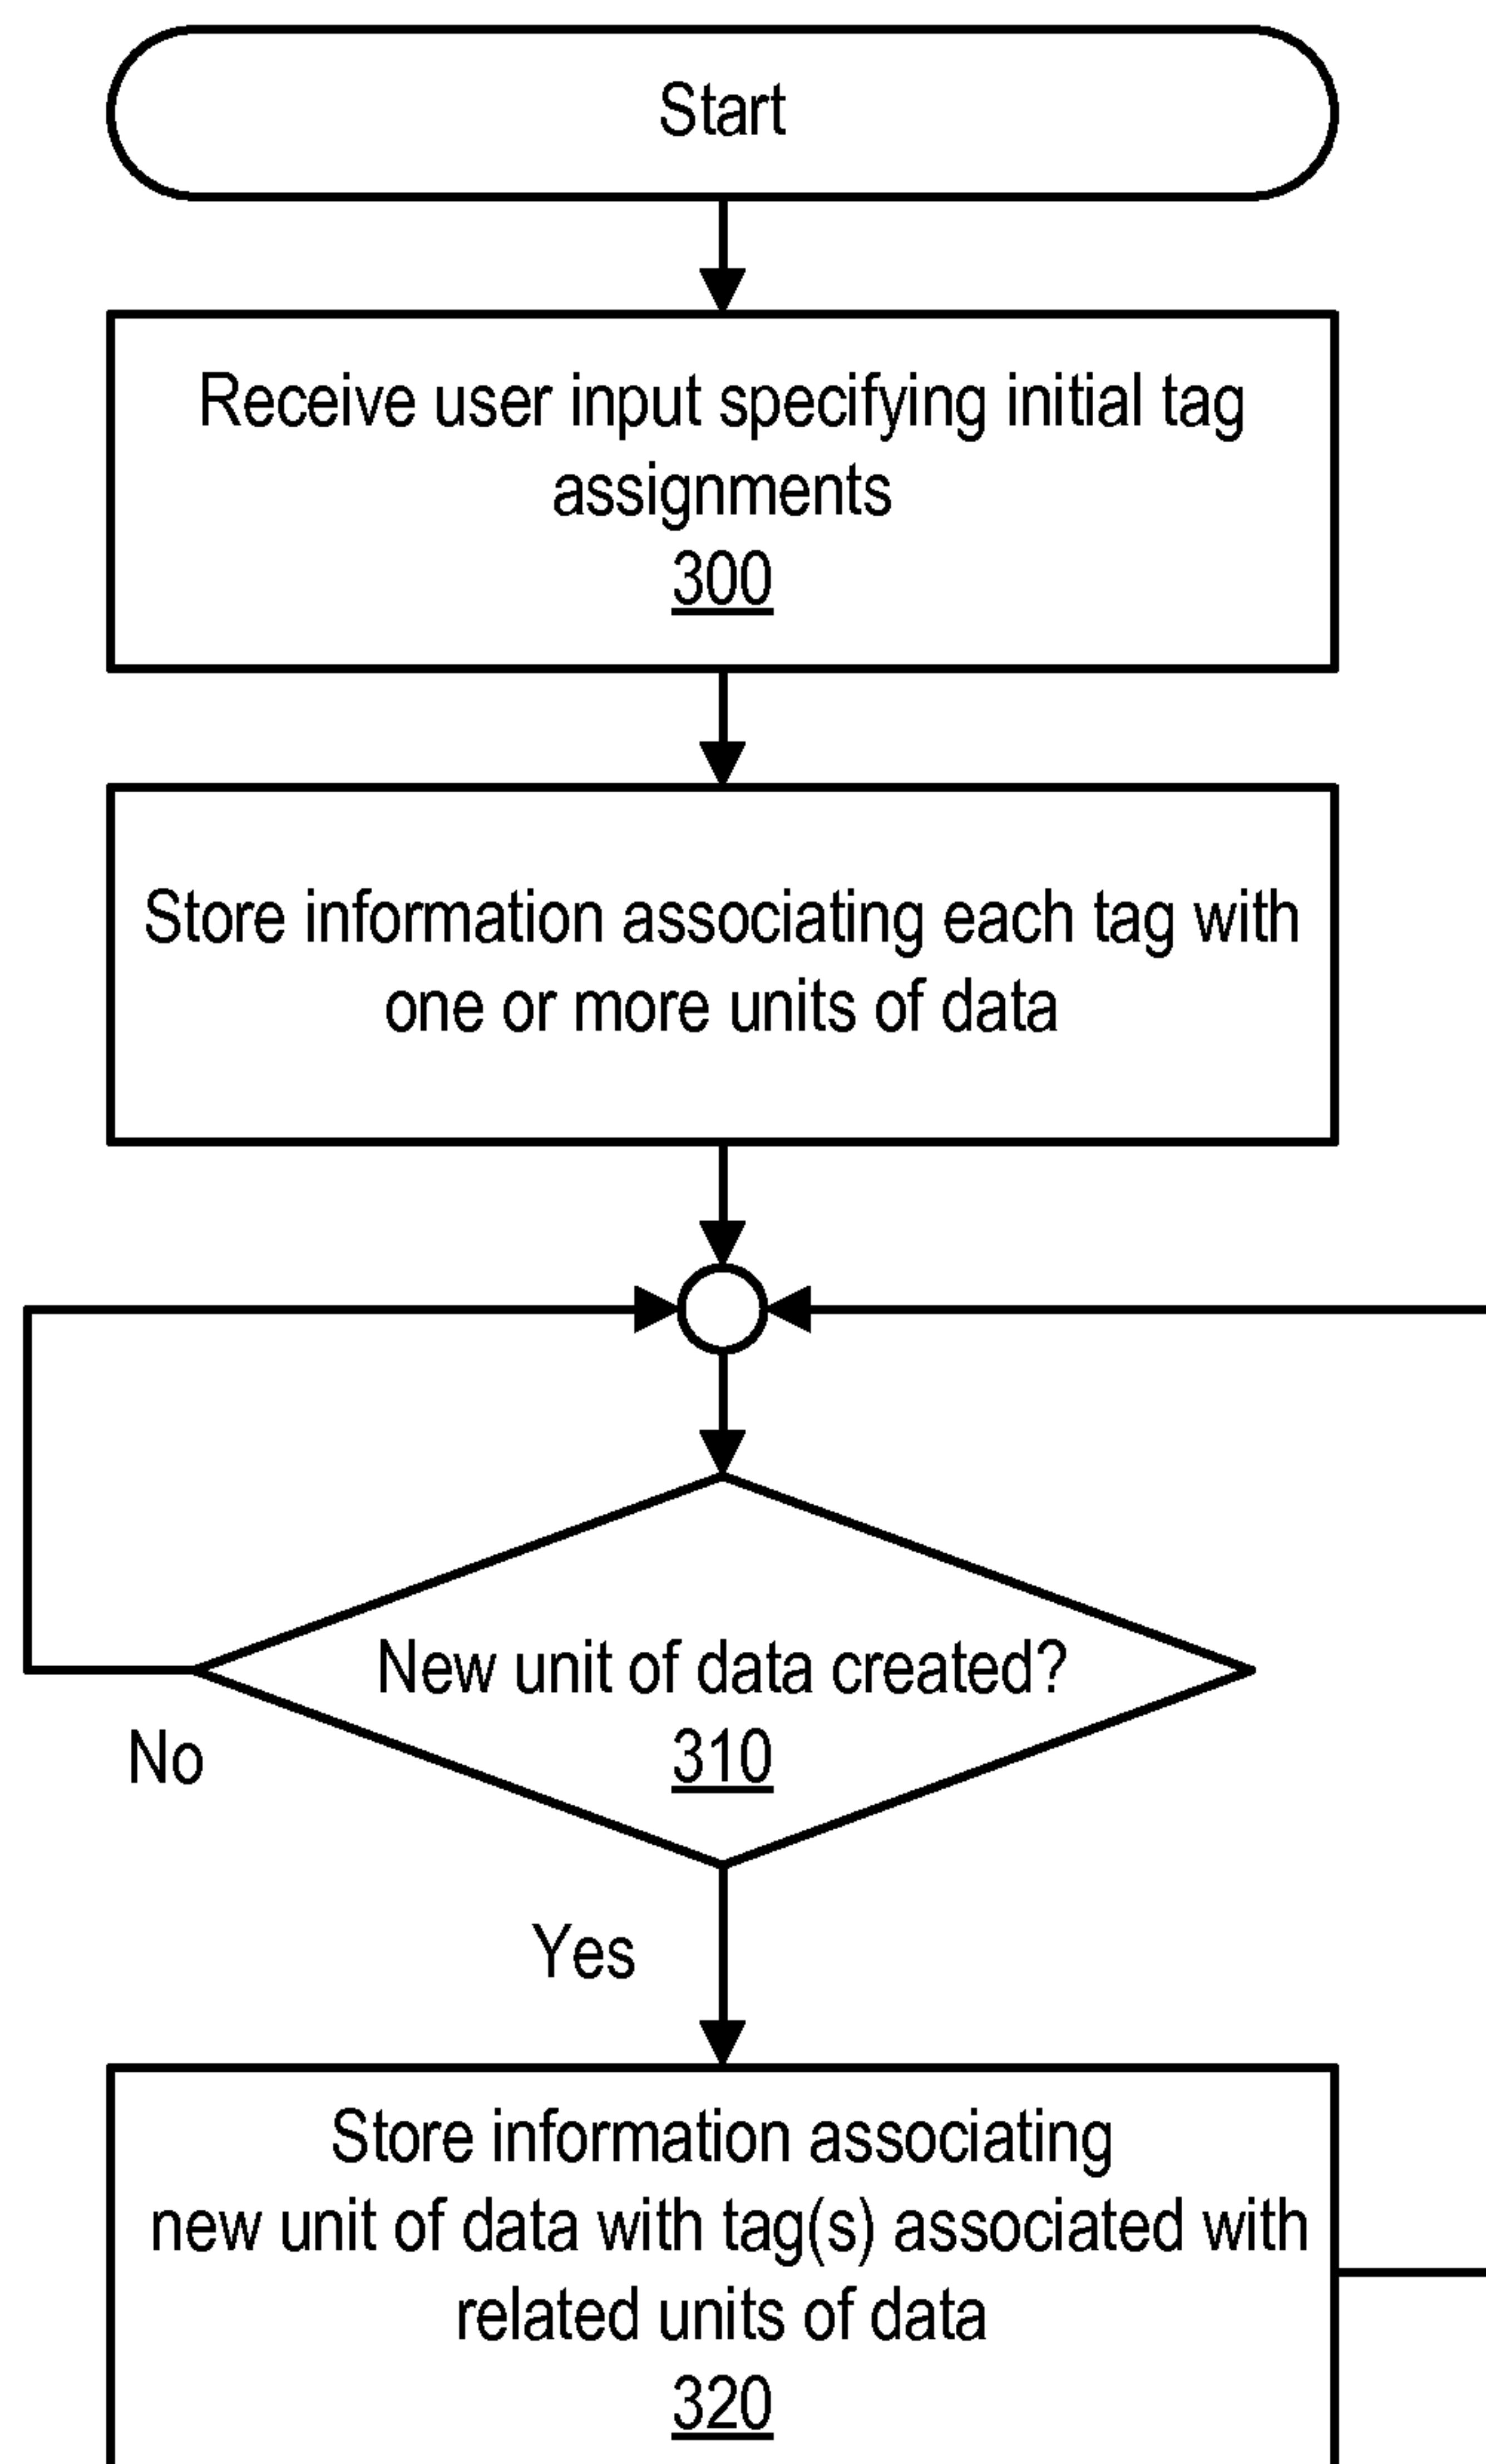 Start
Receive user input specifying initial tag
assignments
300
Store information associating each tag with
one or more units of data
New unit of data created?
310
No
Yes
Store information associating
new unit of data with tag(s) associated with
related units of data
320